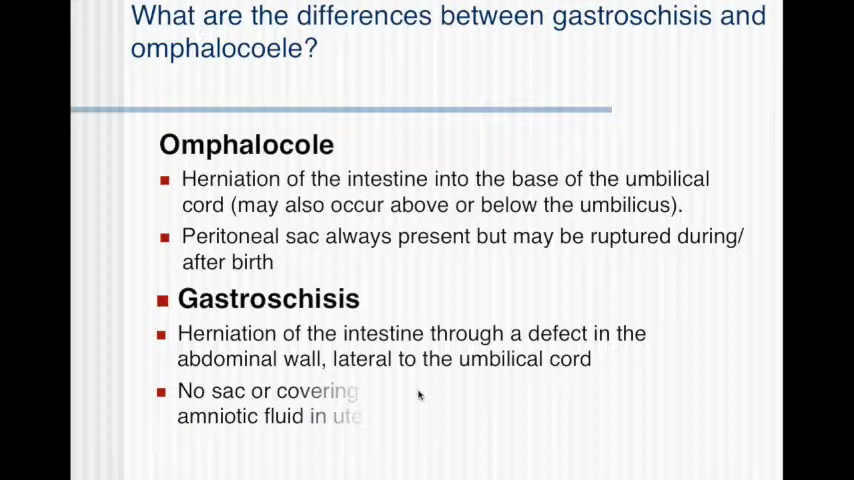 What are the differences between gastroschisis and
omphalocoele?
Omphalocole
Herniation of the intestine into the base of the umbilical
cord (may also occur above or below the umbilicus).
Peritoneal sac always present but may be ruptured during/
after birth
Gastroschisis
Herniation of the intestine through a defect in the
abdominal wall, lateral to the umbilical cord
No sac or covering
amniotic fluid in ute